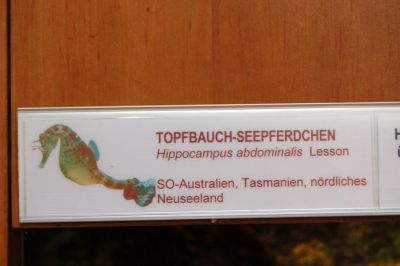 TOPFBAUCH-SEEPFERDCHEN
Hippocampus abdominalis Lesson
SO-Australien, Tasmanien, nördliches
Neuseeland